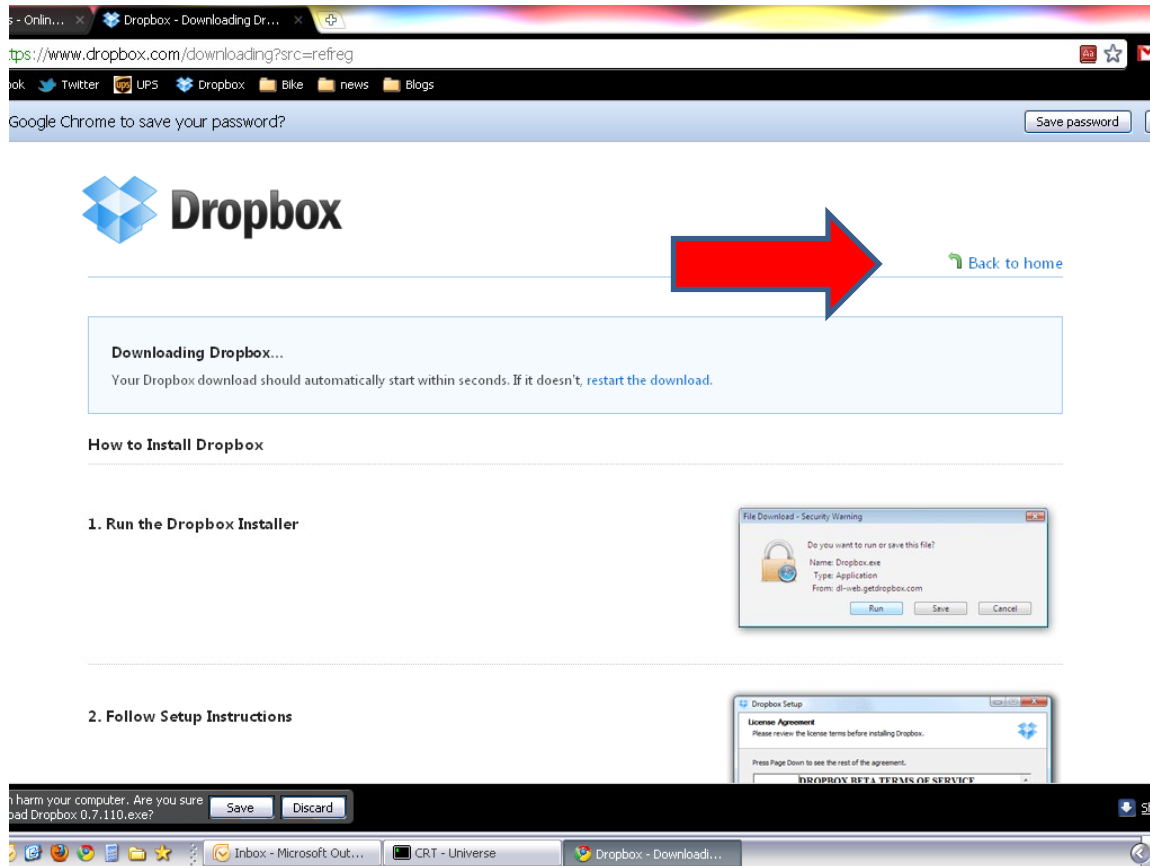 s - Onlin... Dropbox - Downloading Dr...
tps://www.dropbox.com/downloading?src=refreg
ook Twitter UPS Dropbox Bike news Blogs
Google Chrome to save your password? Save password
Dropbox
Back to home
Downloading Dropbox...
Your Dropbox download should automatically start within seconds. If it doesn't, restart the download.
How to Install Dropbox
1. Run the Dropbox Installer
File Download - Security Warning
Do you want to run or save this file?
Name: Dropbox.exe
Type: Application
From: dl-web.getdropbox.com
Run Save Cancel
2. Follow Setup Instructions
Dropbox Setup
License Agreement
Please review the license terms before installing Dropbox.
Press Page Down to see the rest of the agreement.
DROPBOX BETA TERMS OF SERVICE
harm your computer. Are you sure
oad Dropbox 0.7.110.exe?
Save Discard
Inbox - Microsoft Out... CRT - Universe Dropbox - Downloadi...